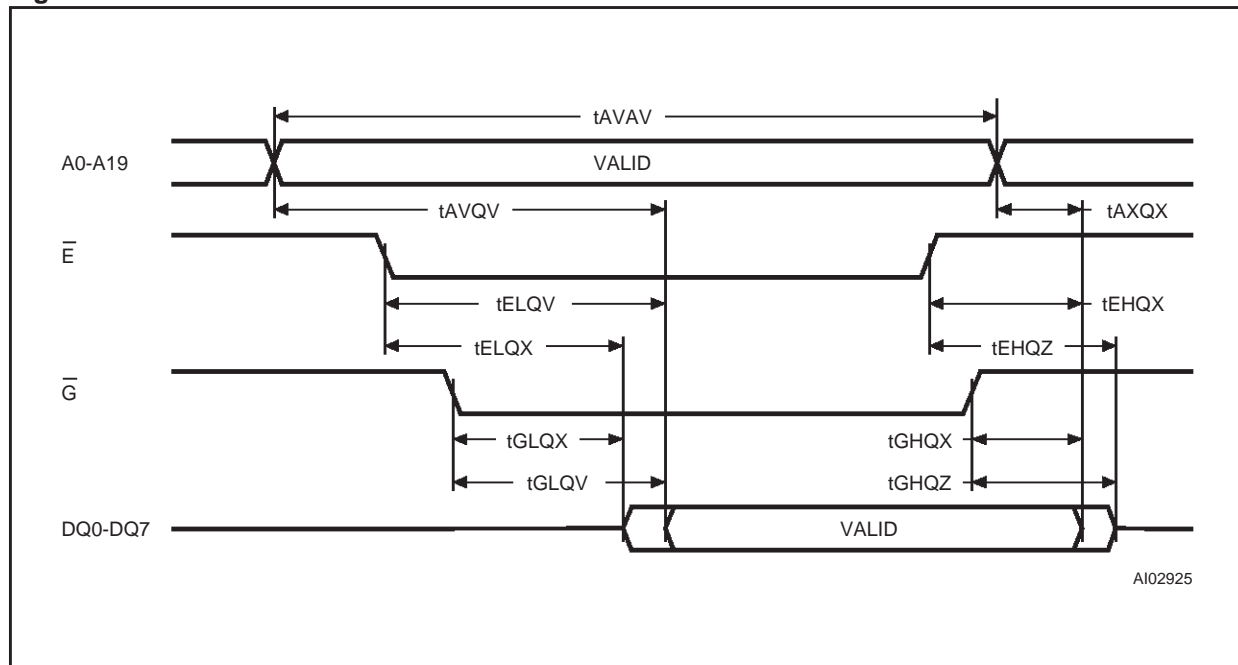 tAVAV
A0-A19
VALID
tAVQV
tAXQX
E
tELQV
tEHQX
tELQX
tEHQZ
G
tGLQX
tGHQX
tGLQV
tGHQZ
DQ0-DQ7
VALID
AI02925